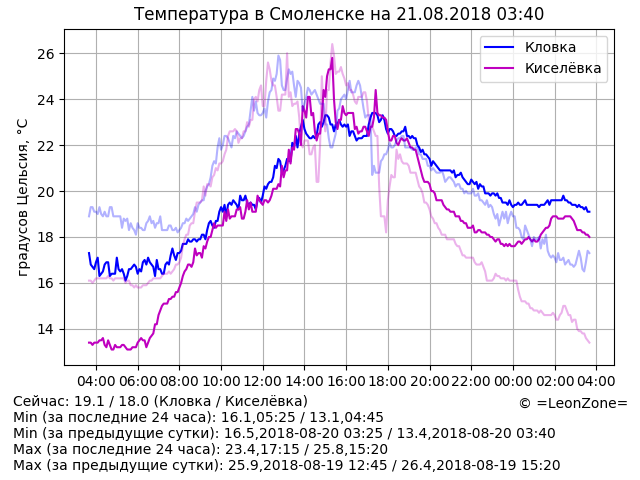 Температура в Смоленске на 21.08.2018 03:40
Кловка
Киселёвка
градусов Цельсия, °C
26
24
22
20
18
16
14
04:00 06:00 08:00 10:00 12:00 14:00 16:00 18:00 20:00 22:00 00:00 02:00 04:00
Сейчас: 19.1 / 18.0 (Кловка / Киселёвка)
© =LeonZone=
Min (за последние 24 часа): 16.1,05:25 / 13.1,04:45
Min (за предыдущие сутки): 16.5,2018-08-20 03:25 / 13.4,2018-08-20 03:40
Max (за последние 24 часа): 23.4,17:15 / 25.8,15:20
Max (за предыдущие сутки): 25.9,2018-08-19 12:45 / 26.4,2018-08-19 15:20